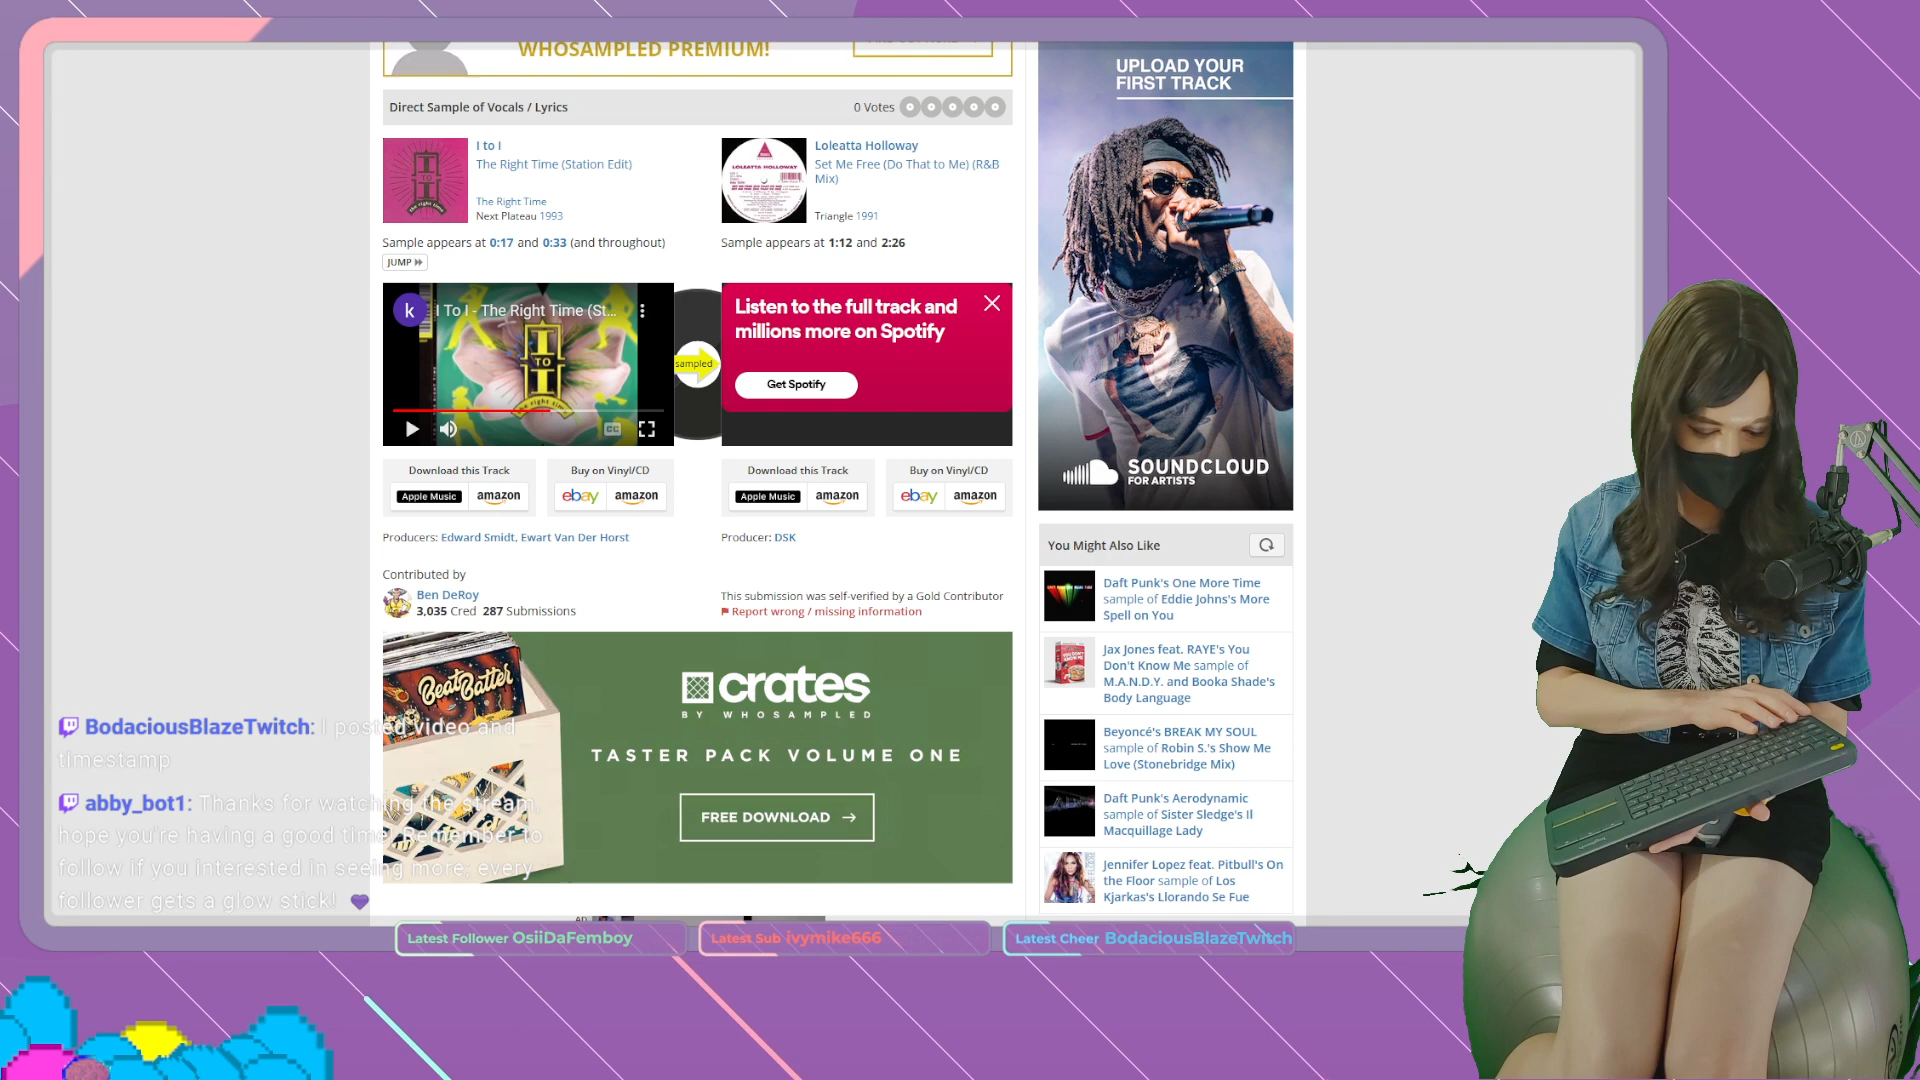 WHOSAMPLED PREMIUM!
Direct Sample of Vocals / Lyrics
0 Votes
I to I
The Right Time (Station Edit)
The Right Time
Next Plateau 1993
Sample appears at 0:17 and 0:33 (and throughout)
JUMP
Loleatta Holloway
Set Me Free (Do That to Me) (R&B
Mix)
Triangle 1991
Sample appears at 1:12 and 2:26
k
I To I - The Right Time (St...
I
TO
I
the right time
CC
sampled
Listen to the full track and
millions more on Spotify
Get Spotify
Download this Track
Apple Music
amazon
Buy on Vinyl/CD
ebay
amazon
Download this Track
Apple Music
amazon
Buy on Vinyl/CD
ebay
amazon
Producers: Edward Smidt, Ewart Van Der Horst
Producer: DSK
Contributed by
Ben DeRoy
3,035 Cred 287 Submissions
This submission was self-verified by a Gold Contributor
Report wrong / missing information
BeatBatter
crates
BY WHOSAMPLED
TASTER PACK VOLUME ONE
FREE DOWNLOAD →
UPLOAD YOUR
FIRST TRACK
SOUNDCLOUD
FOR ARTISTS
You Might Also Like
Daft Punk's One More Time
sample of Eddie Johns's More
Spell on You
Jax Jones feat. RAYE's You
Don't Know Me sample of
M.A.N.D.Y. and Booka Shade's
Body Language
Beyoncé's BREAK MY SOUL
sample of Robin S.'s Show Me
Love (Stonebridge Mix)
Daft Punk's Aerodynamic
sample of Sister Sledge's Il
Macquillage Lady
Jennifer Lopez feat. Pitbull's On
the Floor sample of Los
Kjarkas's Llorando Se Fue
BodaciousBlazeTwitch: I posted video and
tImestamp
abby_bot1: Thanks for watching the stream,
hope you're having a good time! Remember to
follow if you interested in seeing more; every
follower gets a glow stick!
AD
Latest Follower OsiiDaFemboy
Latest Sub ivymike666
Latest Cheer BodaciousBlazeTwitch